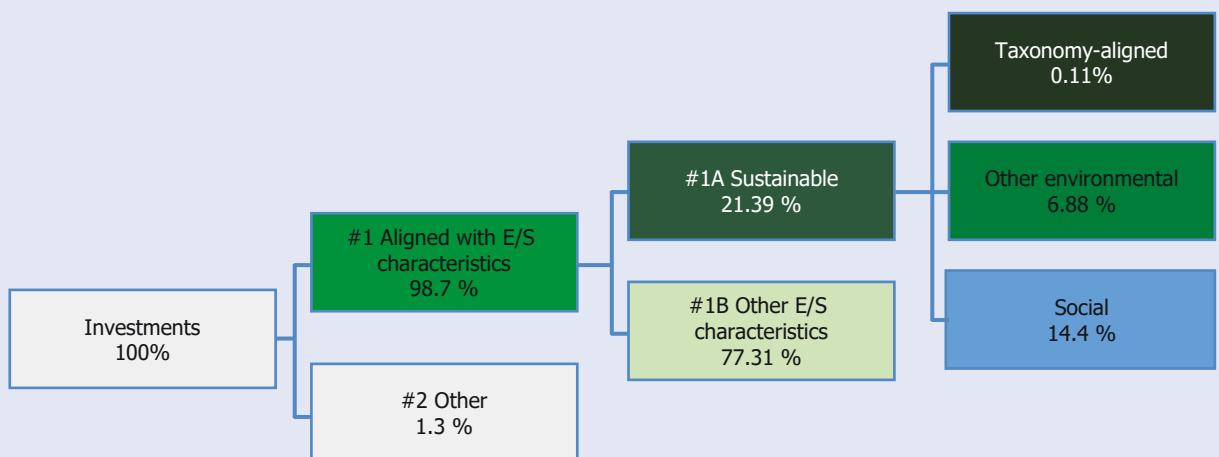 Investments
100%
#1 Aligned with E/S
characteristics
98.7 %
#2 Other
1.3 %
#1A Sustainable
21.39 %
#1B Other E/S
characteristics
77.31 %
Taxonomy-aligned
0.11%
Other environmental
6.88 %
Social
14.4 %